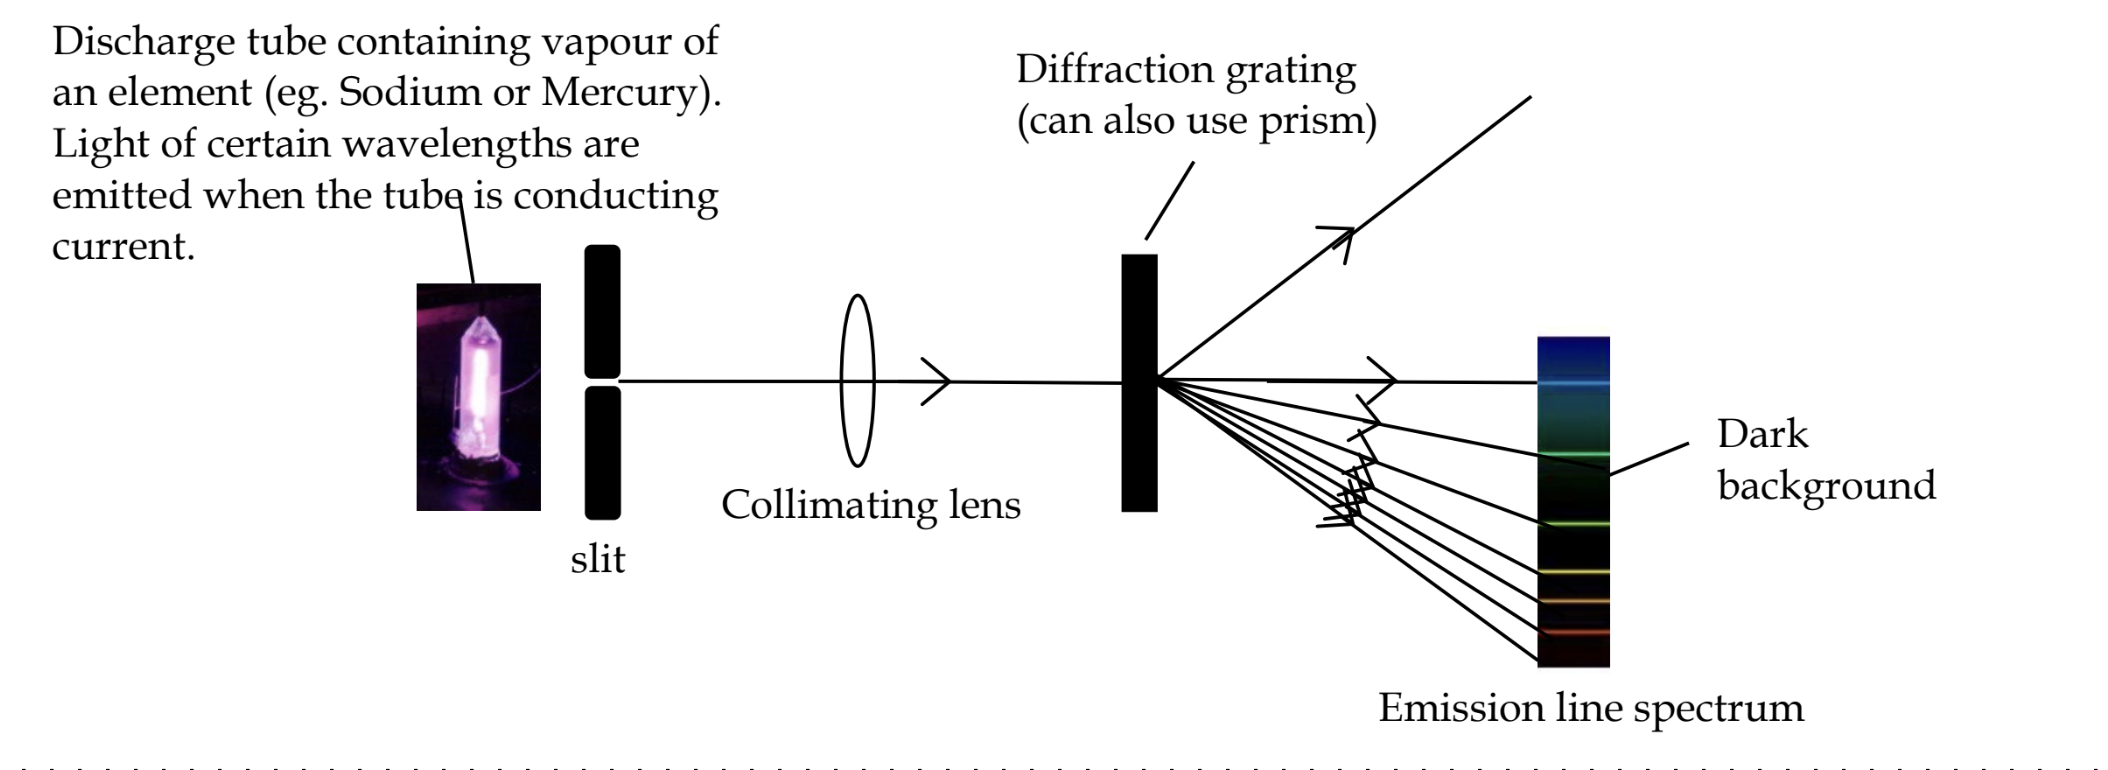 Discharge tube containing vapour of
an element (eg. Sodium or Mercury).
Light of certain wavelengths are
emitted when the tube is conducting
current.
Diffraction grating
(can also use prism)
Collimating lens
slit
Dark
background
Emission line spectrum